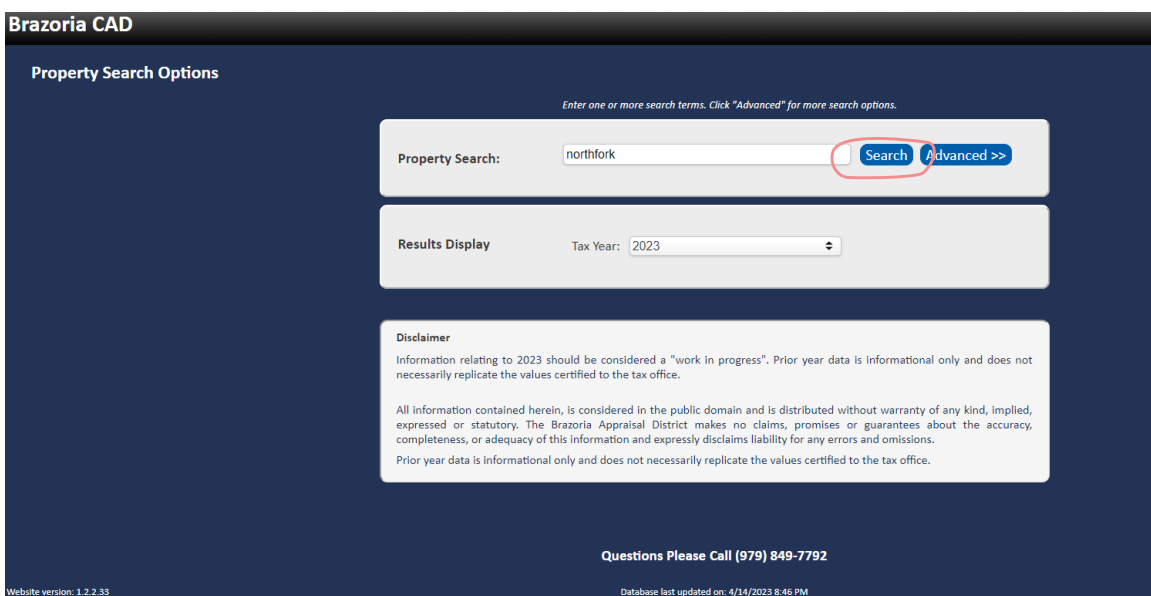 Brazoria CAD
Property Search Options
Enter one or more search terms. Click "Advanced" for more search options.
Property Search: northfork Search Advanced >>
Results Display Tax Year: 2023
Disclaimer
Information relating to 2023 should be considered a "work in progress". Prior year data is informational only and does not
necessarily replicate the values certified to the tax office.
All information contained herein, is considered in the public domain and is distributed without warranty of any kind, implied,
expressed or statutory. The Brazoria Appraisal District makes no claims, promises or guarantees about the accuracy,
completeness, or adequacy of this information and expressly disclaims liability for any errors and omissions.
Prior year data is informational only and does not necessarily replicate the values certified to the tax office.
Questions Please Call (979) 849-7792
Website version: 1.2.2.33 Database last updated on: 4/14/2023 8:46 PM